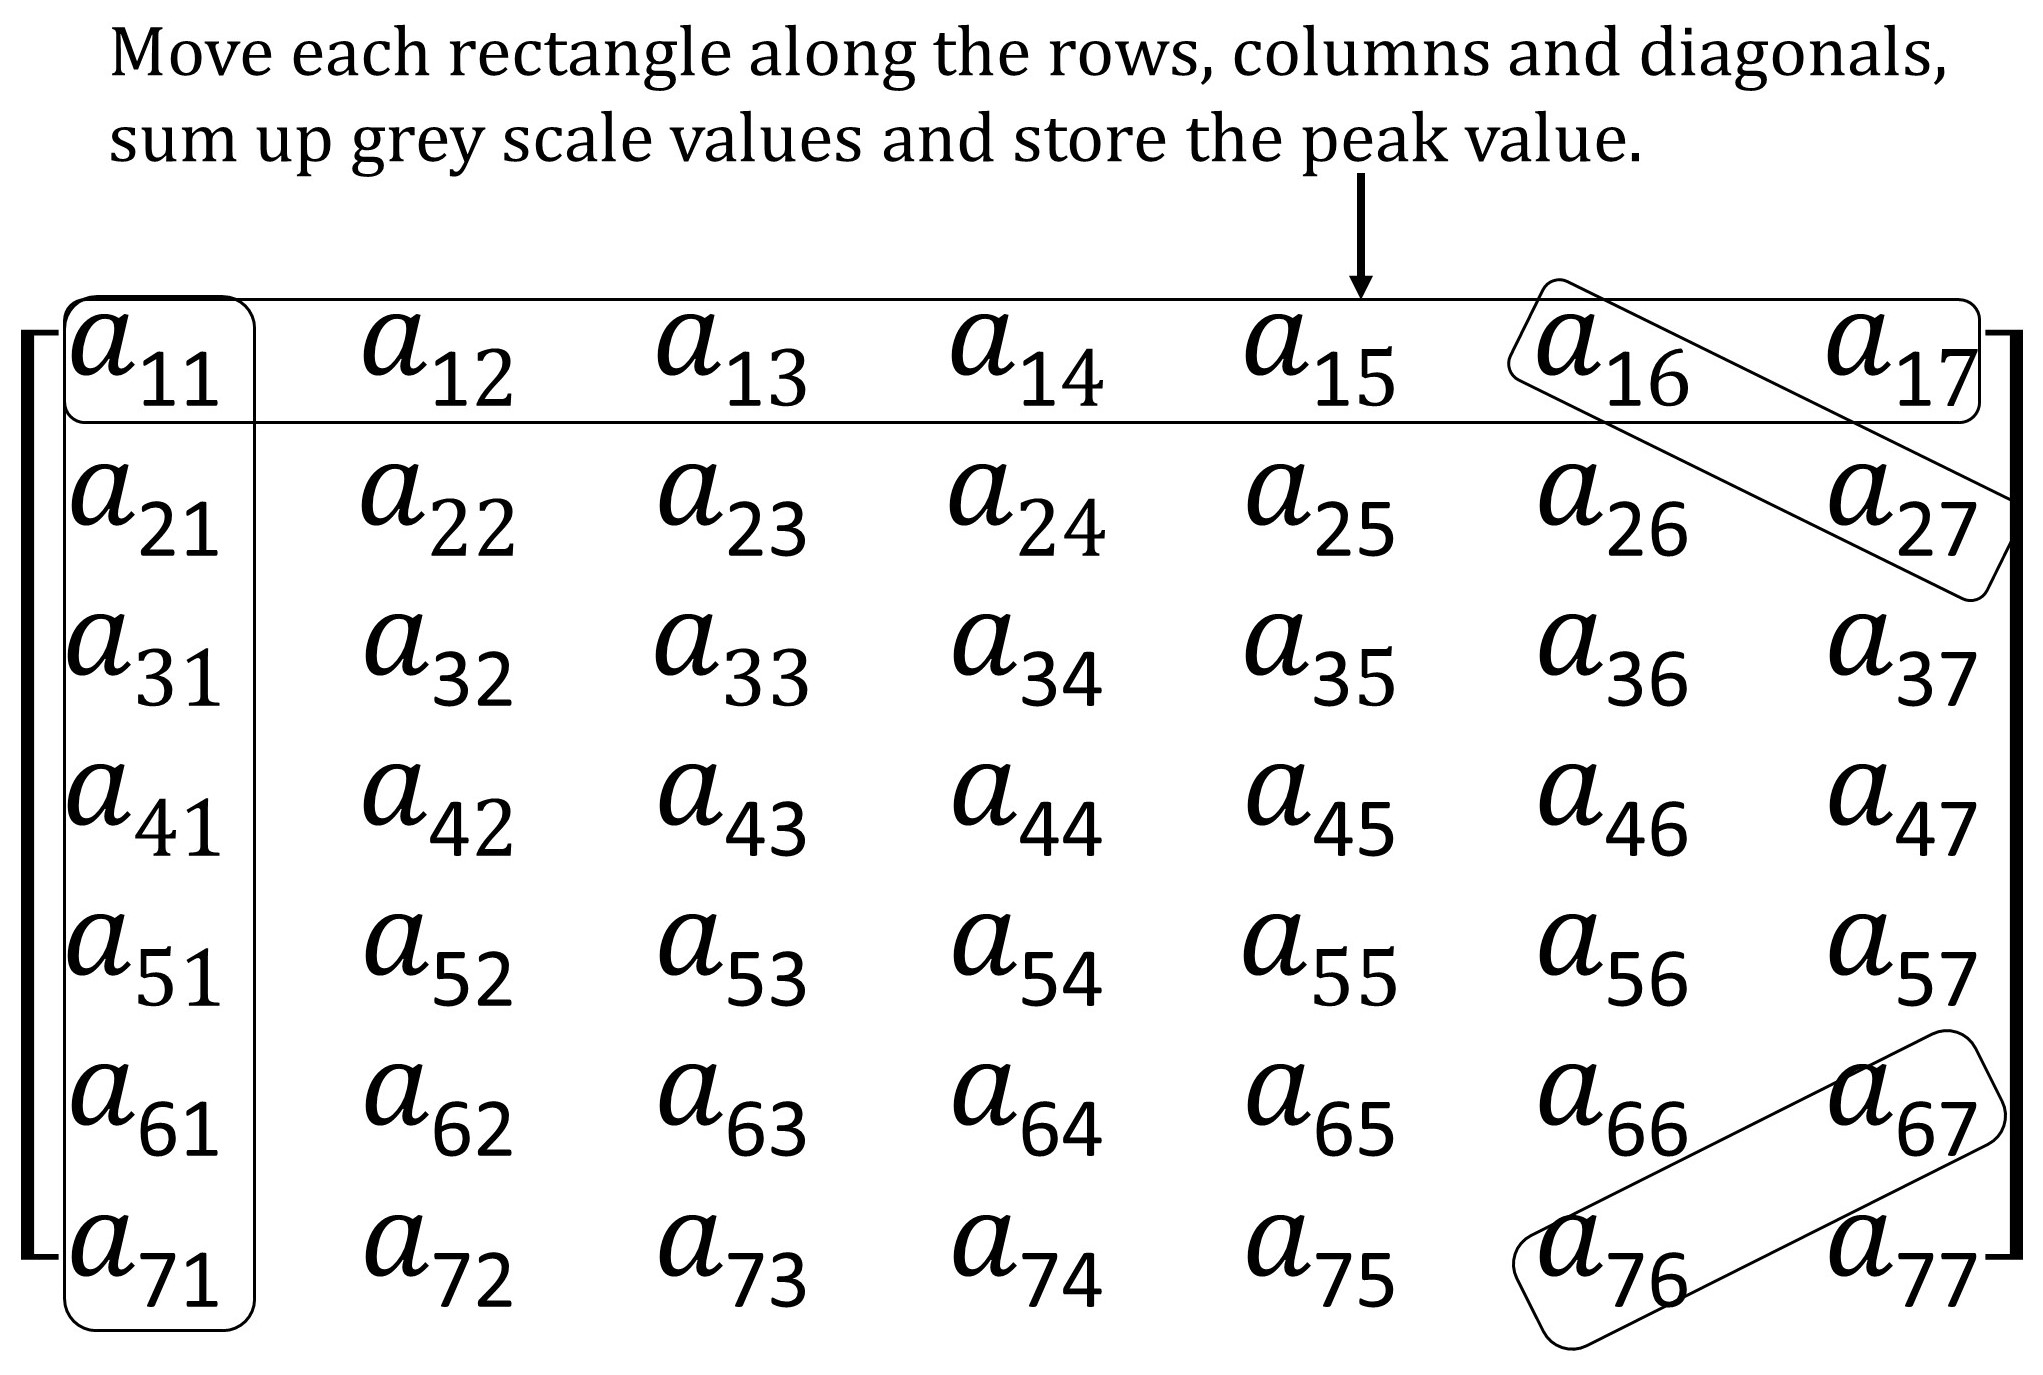 Move each rectangle along the rows, columns and diagonals,
sum up grey scale values and store the peak value.
a11 a12 a13 a14 a15 a16 a17
a21 a22 a23 a24 a25 a26 a27
a31 a32 a33 a34 a35 a36 a37
a41 a42 a43 a44 a45 a46 a47
a51 a52 a53 a54 a55 a56 a57
a61 a62 a63 a64 a65 a66 a67
a71 a72 a73 a74 a75 a76 a77